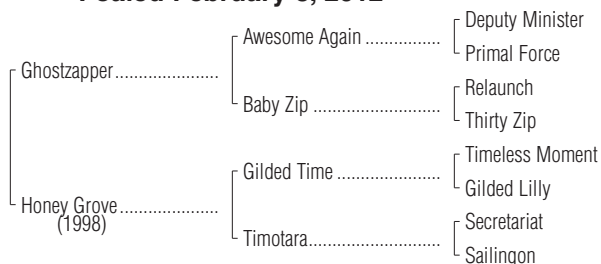 Foaled February 2012
Deputy Minister
Awesome Again ....................
Primal Force
Ghostzapper...........................
Relaunch
Baby Zip .................................
Thirty Zip
Timeless Moment
Gilded Time ...........................
Gilded Lilly
Honey Grove..........................
(1998)
Secretariat
Timotara..................................
Sailingon